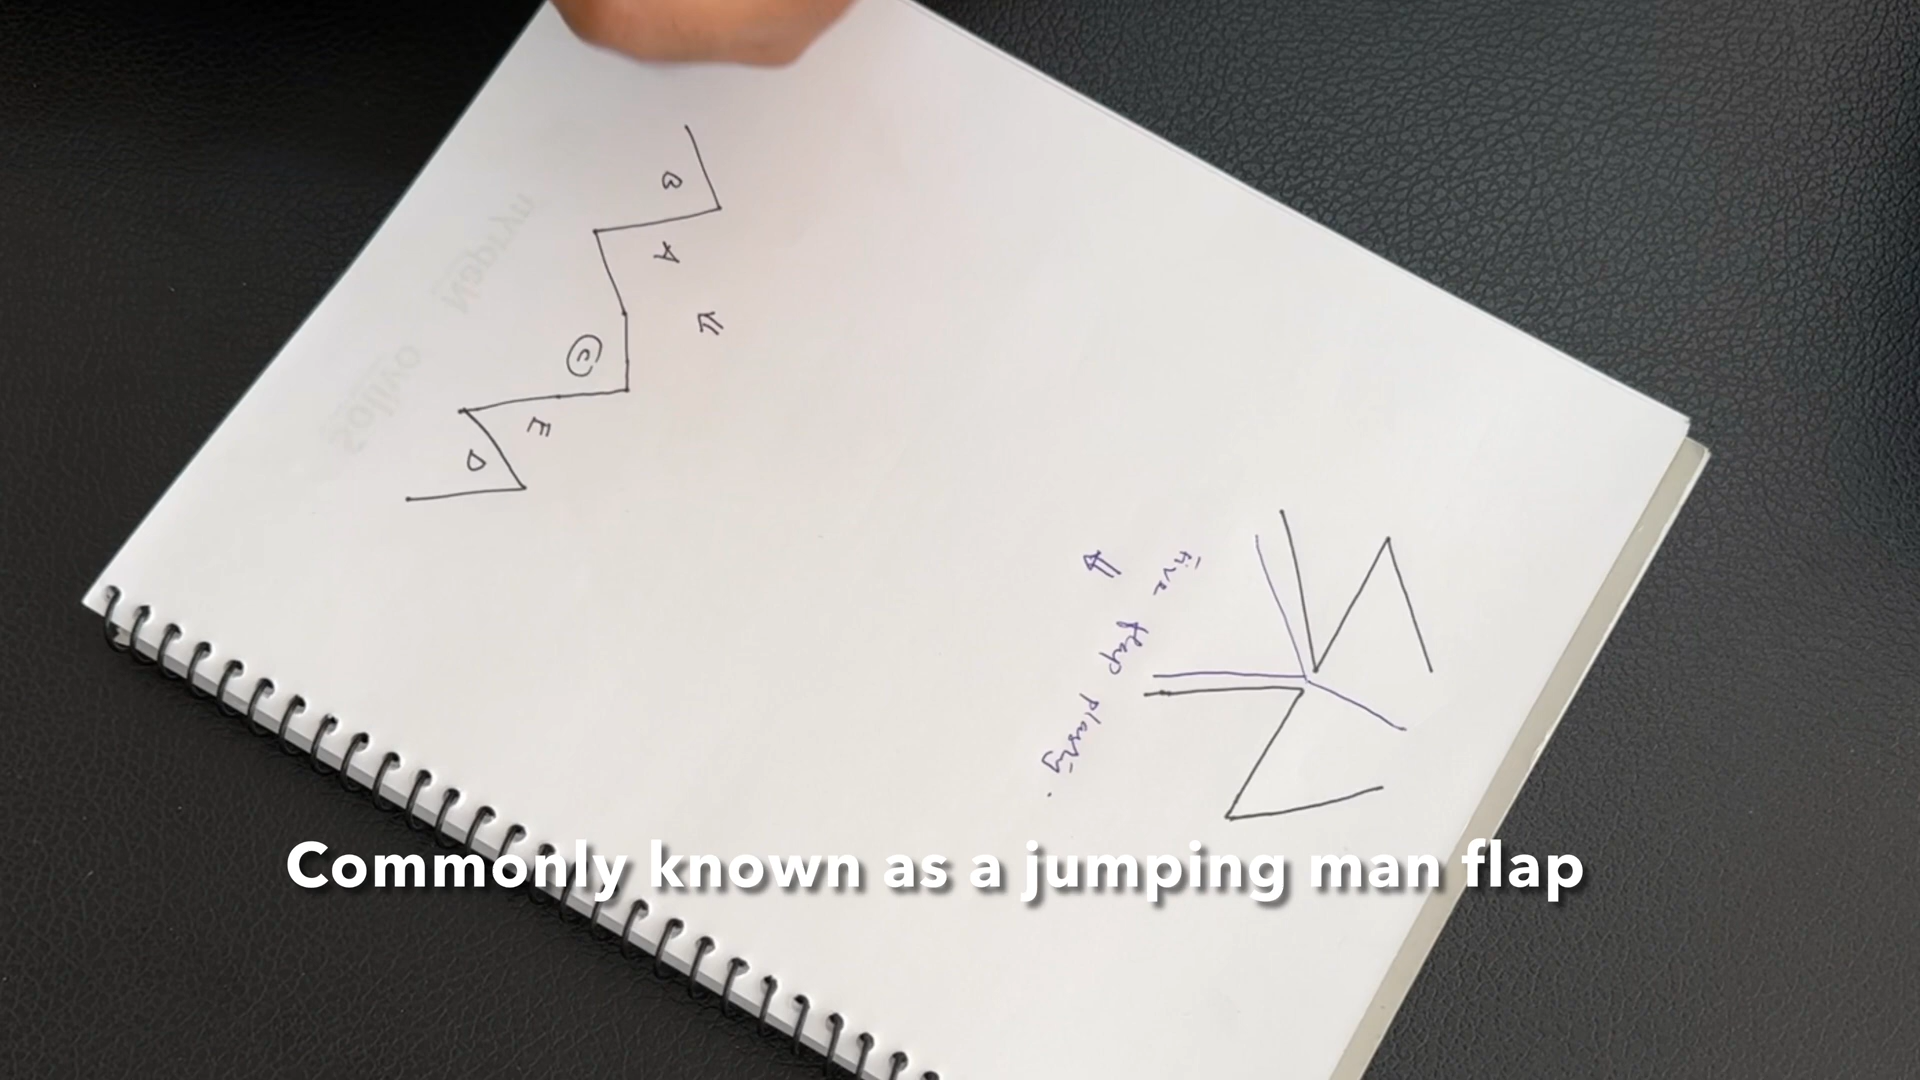 B
A
C
E
D
five flap plasty.
Commonly known as a jumping man flap